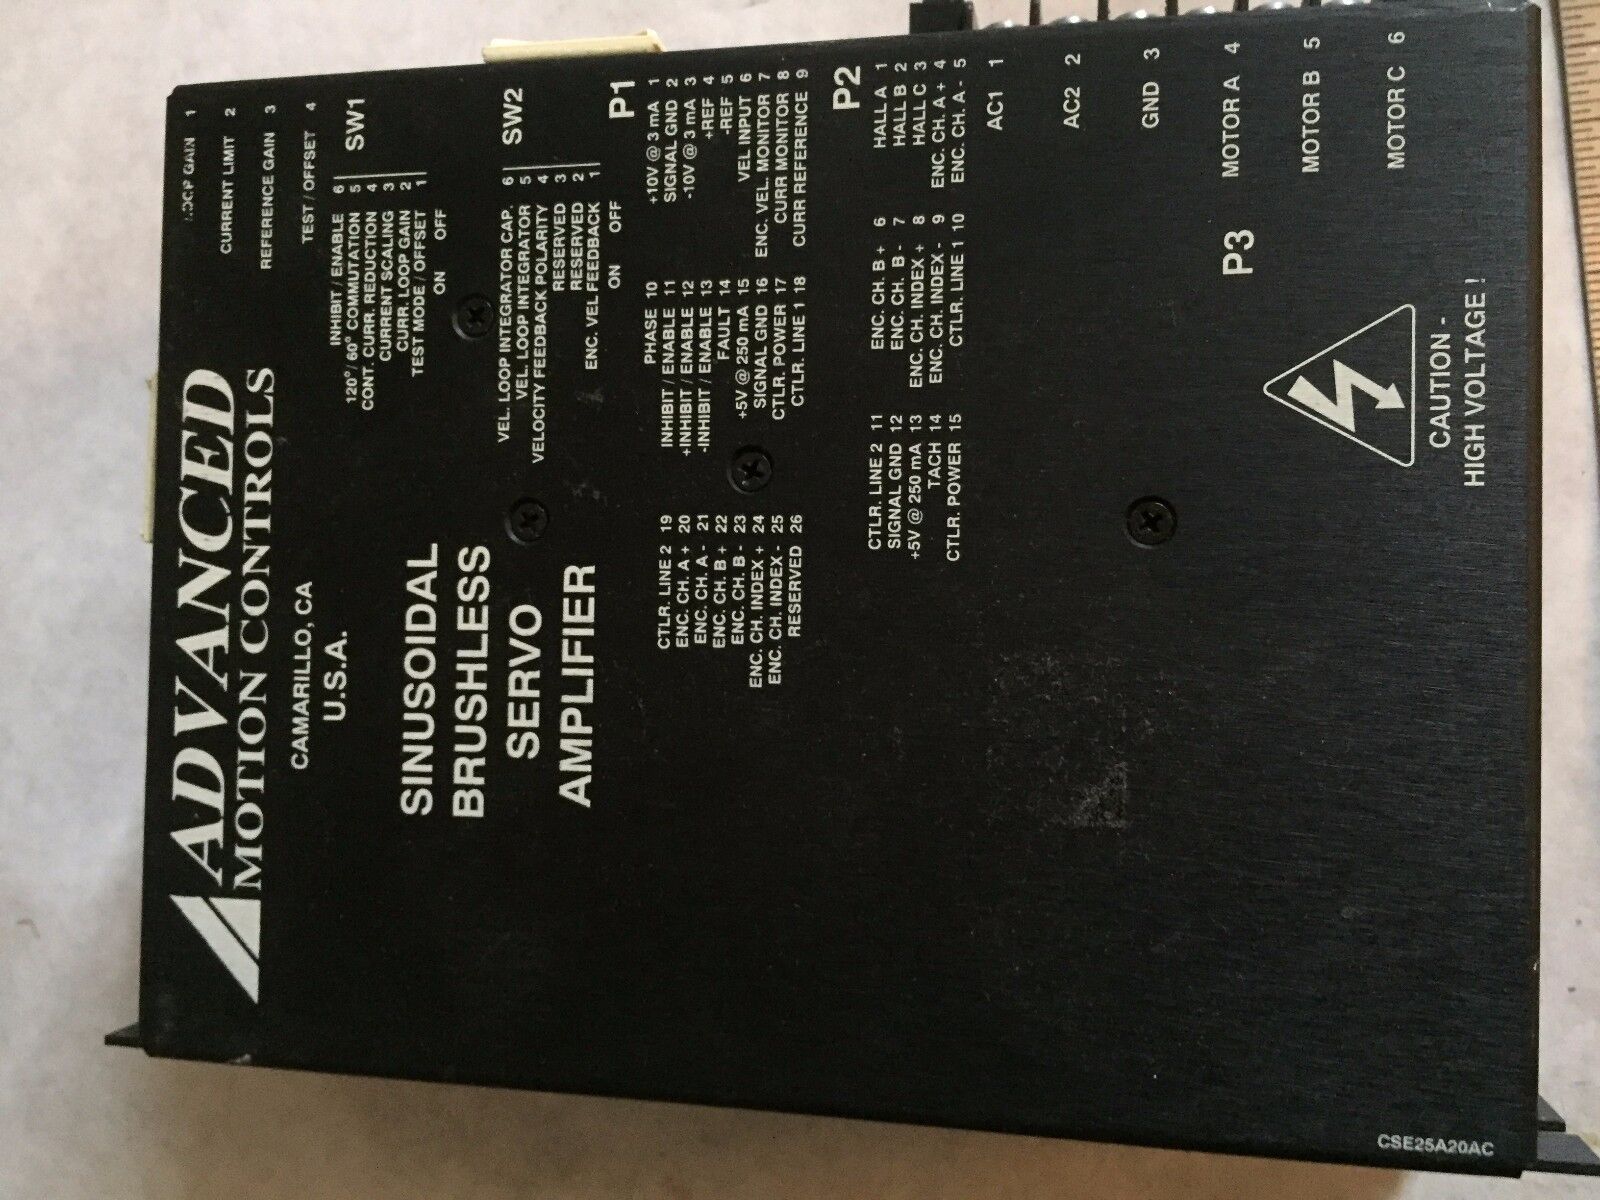 ADVANCED
MOTION CONTROLS
CAMARILLO, CA
U.S.A.
SINUSOIDAL
BRUSHLESS
SERVO
AMPLIFIER
GAIN 1
CURRENT LIMIT 2
REFERENCE GAIN 3
TEST / OFFSET 4
SW1
INHIBIT / ENABLE 6
120°/ 60° COMMUTATION 5
CONT. CURR. REDUCTION 4
CURRENT SCALING 3
CURR. LOOP GAIN 2
TEST MODE / OFFSET 1
ON OFF
SW2
VEL. LOOP INTEGRATOR CAP. 6
VEL. LOOP INTEGRATOR 5
VELOCITY FEEDBACK POLARITY 4
RESERVED 3
RESERVED 2
ENC. VEL FEEDBACK 1
ON OFF
P1
+10V @ 3 mA 1
SIGNAL GND 2
-10V @ 3 mA 3
+REF 4
-REF 5
VEL INPUT 6
ENC. VEL. MONITOR 7
CURR MONITOR 8
CURR REFERENCE 9
PHASE 10
INHIBIT / ENABLE 11
+INHIBIT / ENABLE 12
-INHIBIT / ENABLE 13
FAULT 14
+5V @ 250 mA 15
SIGNAL GND 16
CTLR. POWER 17
CTLR. LINE 1 18
CTLR. LINE 2 19
ENC. CH. A + 20
ENC. CH. A - 21
ENC. CH. B + 22
ENC. CH. B - 23
ENC. CH. INDEX + 24
ENC. CH. INDEX - 25
RESERVED 26
P2
HALL A 1
HALL B 2
HALL C 3
ENC. CH. A + 4
ENC. CH. A - 5
ENC. CH. B + 6
ENC. CH. B - 7
ENC. CH. INDEX + 8
ENC. CH. INDEX - 9
CTLR. LINE 1 10
CTLR. LINE 2 11
SIGNAL GND 12
+5V @ 250 mA 13
TACH 14
CTLR. POWER 15
AC1 1
AC2 2
GND 3
MOTOR A 4
MOTOR B 5
MOTOR C 6
P3
CAUTION -
HIGH VOLTAGE !
CSE25A20AC